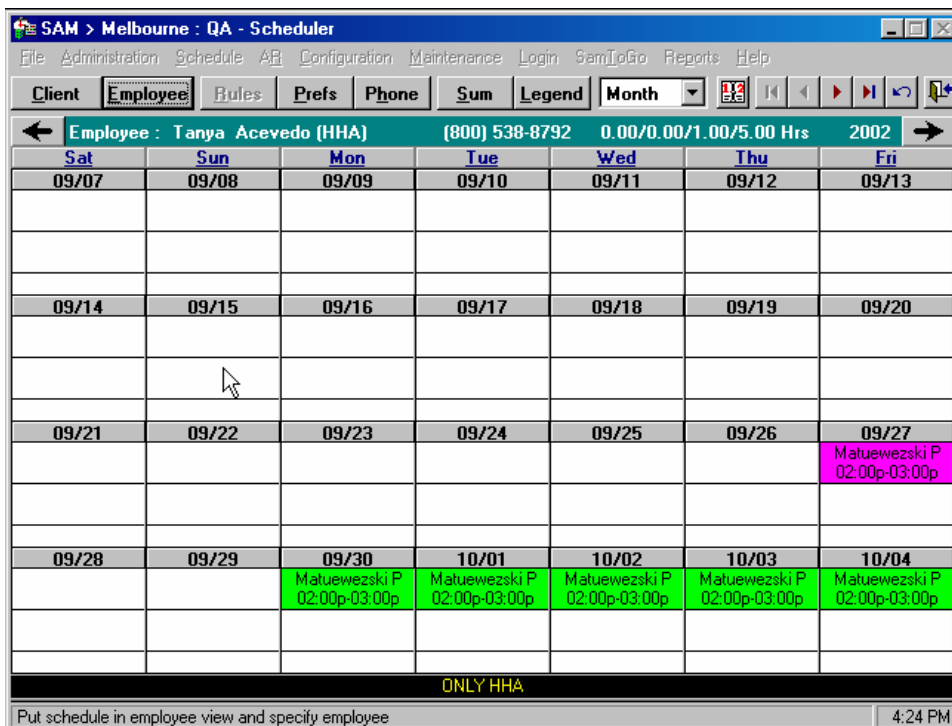 SAM > Melbourne : QA - Scheduler
File Administration Schedule AR Configuration Maintenance Login SamToGo Reports Help
Client Employee Rules Prefs Phone Sum Legend Month
Employee : Tanya Acevedo (HHA) (800) 538-8792 0.00/0.00/1.00/5.00 Hrs 2002
Sat Sun Mon Tue Wed Thu Fri
09/07 09/08 09/09 09/10 09/11 09/12 09/13
09/14 09/15 09/16 09/17 09/18 09/19 09/20
09/21 09/22 09/23 09/24 09/25 09/26 09/27
Matuewezski P
02:00p-03:00p
09/28 09/29 09/30 10/01 10/02 10/03 10/04
Matuewezski P Matuewezski P Matuewezski P Matuewezski P Matuewezski P
02:00p-03:00p 02:00p-03:00p 02:00p-03:00p 02:00p-03:00p 02:00p-03:00p
ONLY HHA
Put schedule in employee view and specify employee 4:24 PM